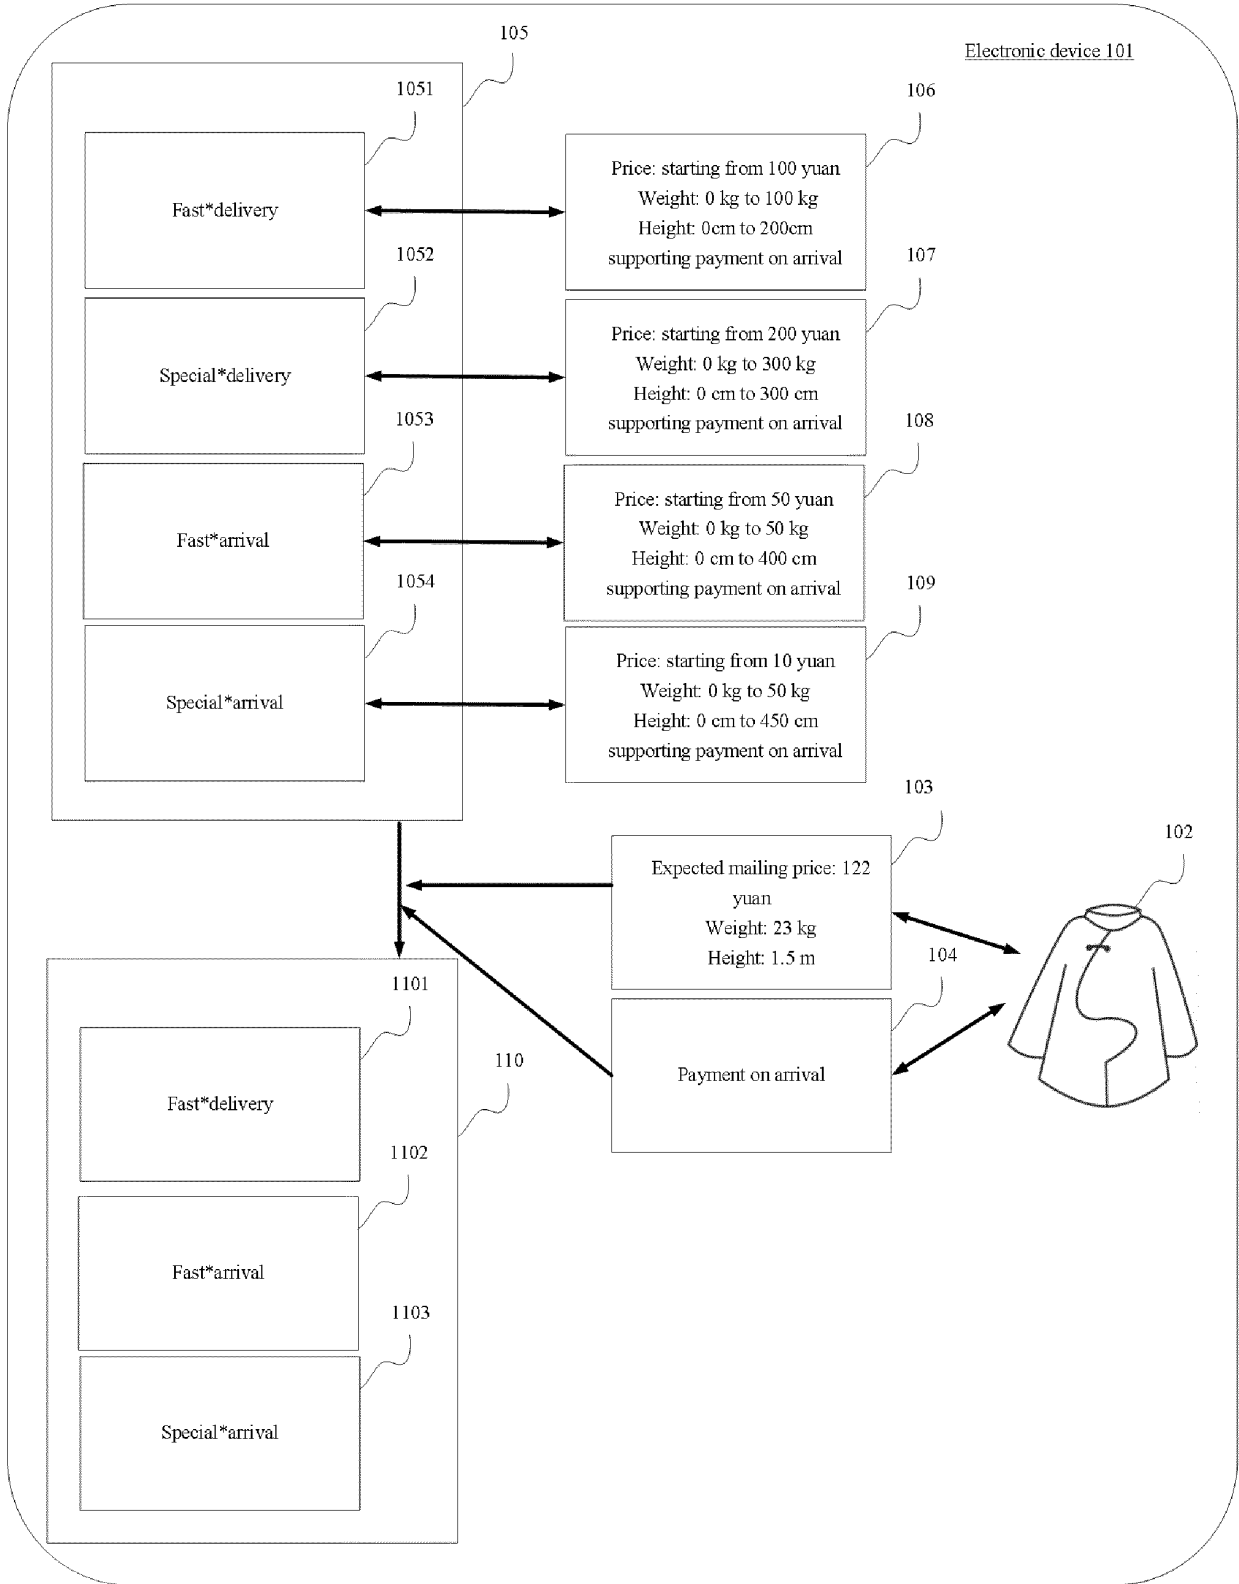 Electronic device 101
105
1051
Fast*delivery
1052
Special*delivery
1053
Fast*arrival
1054
Special*arrival
106
Price: starting from 100 yuan
Weight: 0 kg to 100 kg
Height: 0cm to 200cm
supporting payment on arrival
107
Price: starting from 200 yuan
Weight: 0 kg to 300 kg
Height: 0 cm to 300 cm
supporting payment on arrival
108
Price: starting from 50 yuan
Weight: 0 kg to 50 kg
Height: 0 cm to 400 cm
supporting payment on arrival
109
Price: starting from 10 yuan
Weight: 0 kg to 50 kg
Height: 0 cm to 450 cm
supporting payment on arrival
103
Expected mailing price: 122
yuan
Weight: 23 kg
Height: 1.5 m
102
104
Payment on arrival
110
1101
Fast*delivery
1102
Fast*arrival
1103
Special*arrival